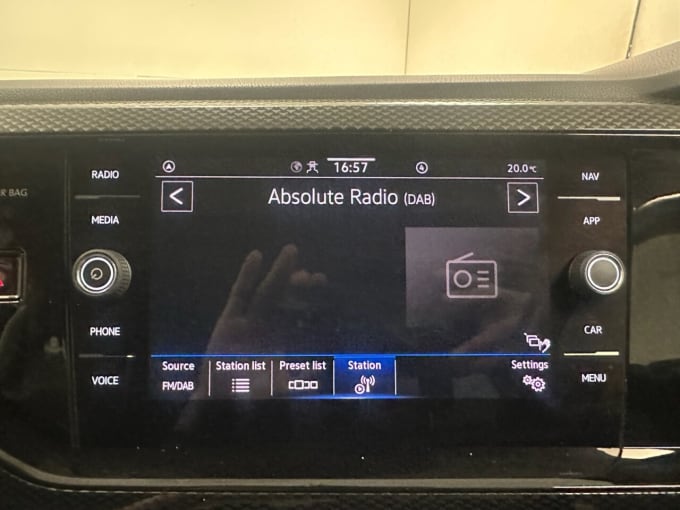 RADIO
MEDIA
PHONE
VOICE
R BAG
16:57
4
20.0°C
Absolute Radio (DAB)
Source
FM/DAB
Station list
Preset list
Station
Settings
NAV
APP
CAR
MENU